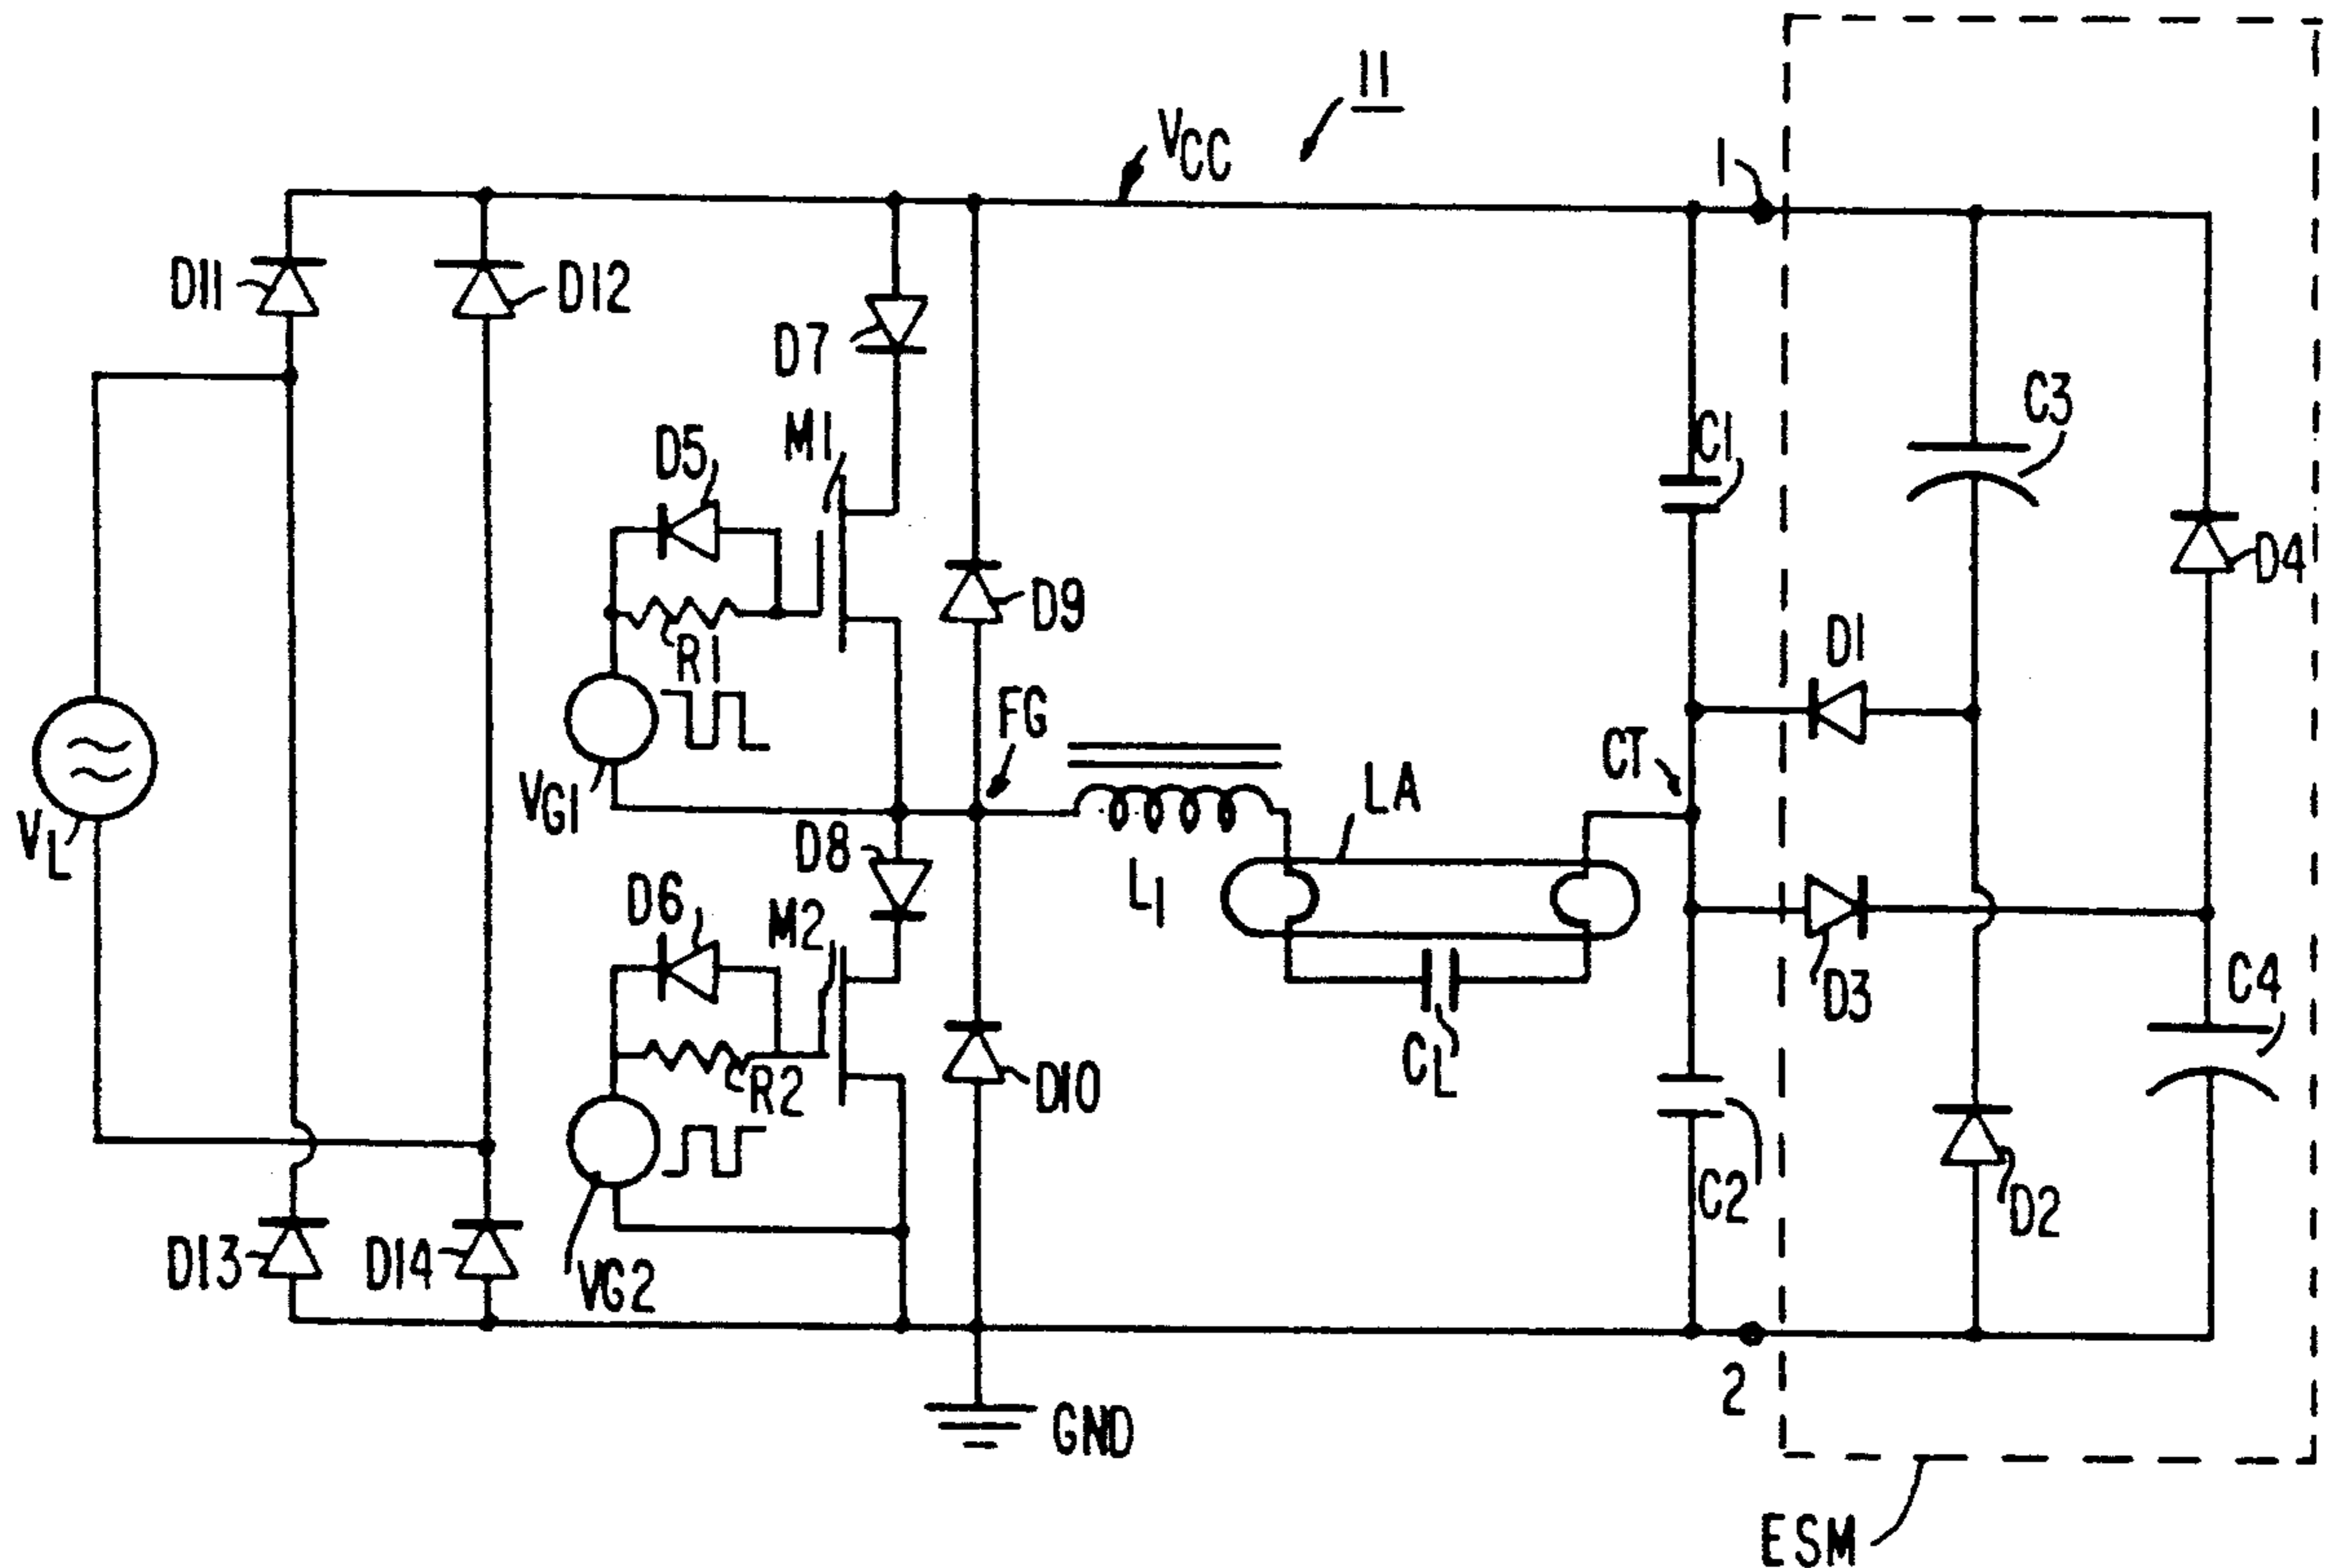 11
VCC
1
D11
D12
D7
C3
M1
C1
D5
D4
D9
D1
R1
FG
VG1
CT
LA
VL
D8
L1
D6
M2
D3
C4
CL
D10
R2
C2
D2
D13
D14
VG2
2
GND
ESM